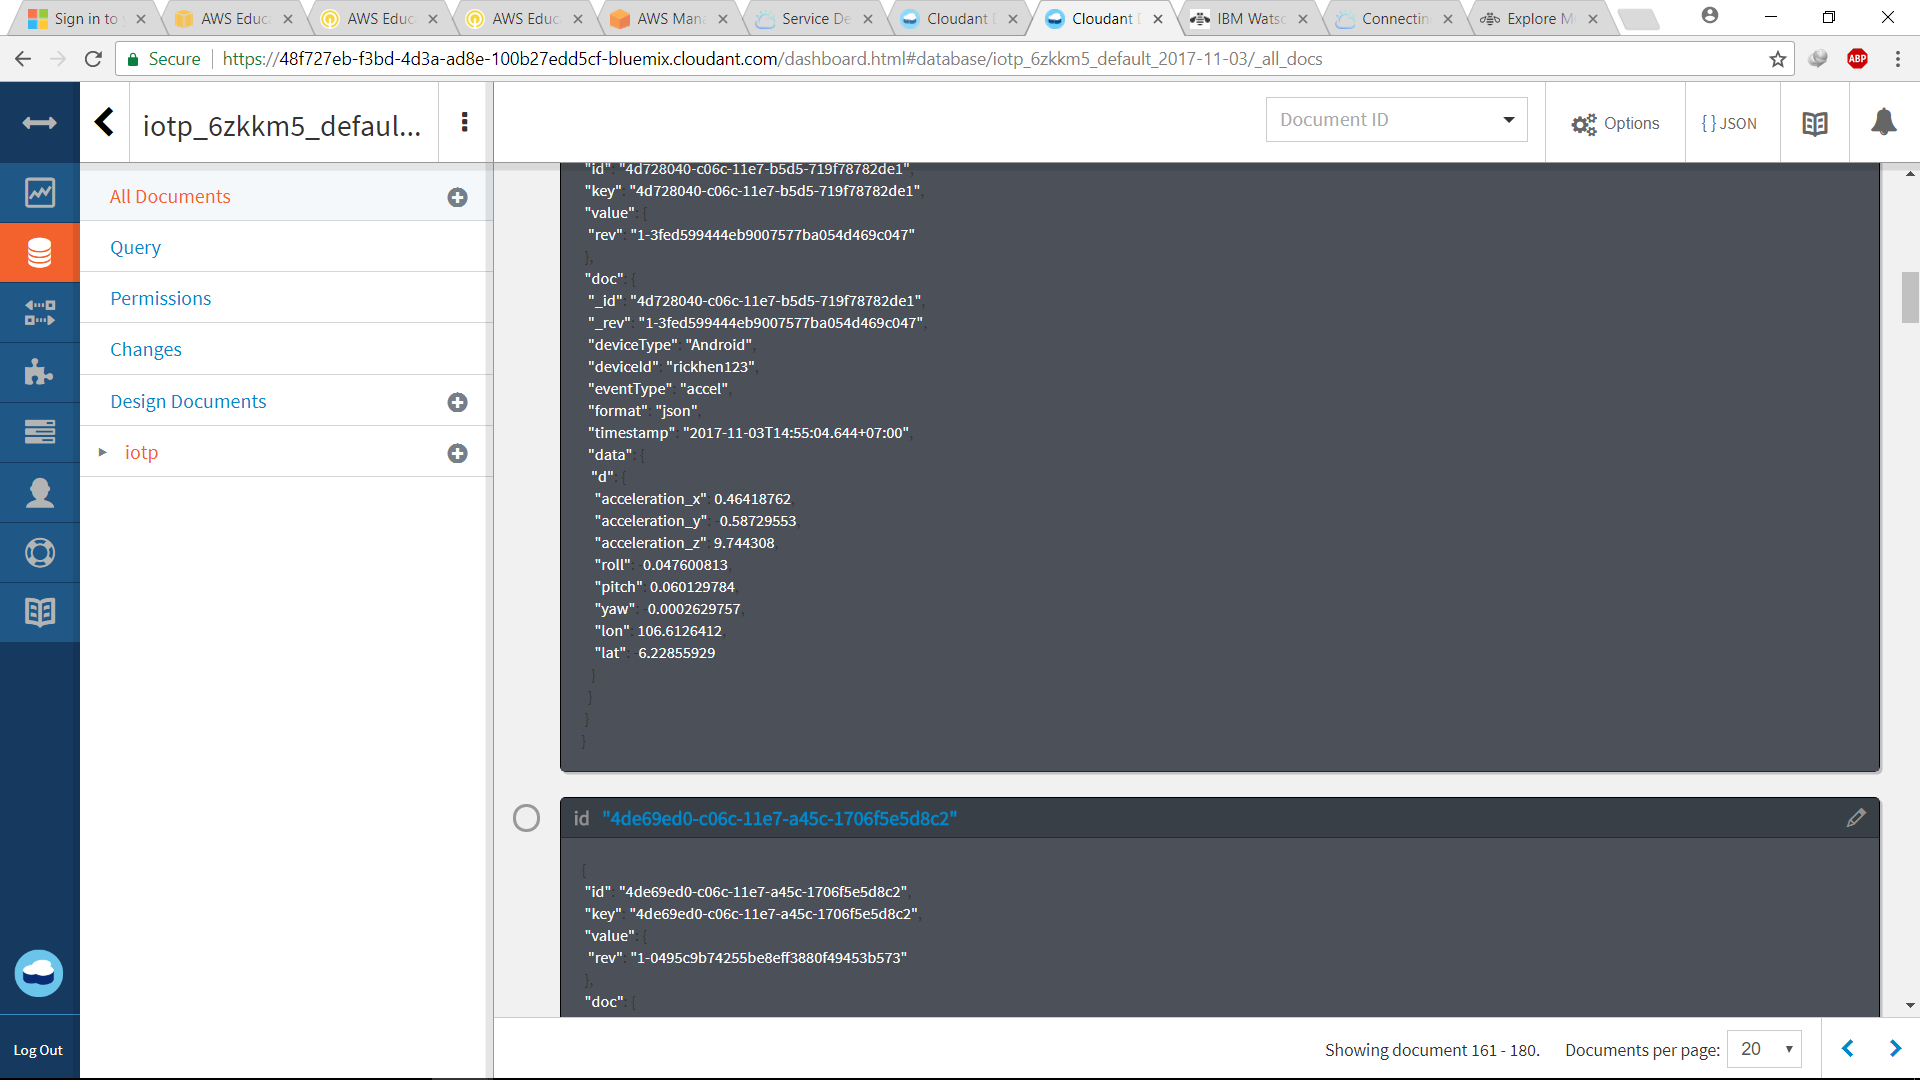 Sign in to y
AWS Educa
AWS Educ
AWS Educa
AWS Mana
Service De
Cloudant D
Cloudant D
IBM Watso
Connectin
Explore M
Secure
https://48f727eb-f3bd-4d3a-ad8e-100b27edd5cf-bluemix.cloudant.com/dashboard.html#database/iotp_6zkkm5_default_2017-11-03/_all_docs
ABP
iotp_6zkkm5_defaul...
Document ID
Options
{ } JSON
All Documents
Query
Permissions
Changes
Design Documents
iotp
Log Out
"id": "4d728040-c06c-11e7-b5d5-719f78782de1",
"key": "4d728040-c06c-11e7-b5d5-719f78782de1",
"value": {
"rev": "1-3fed599444eb9007577ba054d469c047"
},
"doc": {
"_id": "4d728040-c06c-11e7-b5d5-719f78782de1",
"_rev": "1-3fed599444eb9007577ba054d469c047",
"deviceType": "Android",
"deviceId": "rickhen123",
"eventType": "accel",
"format": "json",
"timestamp": "2017-11-03T14:55:04.644+07:00",
"data": {
"d": {
"acceleration_x": 0.46418762,
"acceleration_y": -0.58729553,
"acceleration_z": 9.744308,
"roll": -0.047600813,
"pitch": 0.060129784,
"yaw": -0.0002629757,
"lon": 106.6126412,
"lat": -6.22855929
}
}
}
}
id "4de69ed0-c06c-11e7-a45c-1706f5e5d8c2"
{
"id": "4de69ed0-c06c-11e7-a45c-1706f5e5d8c2",
"key": "4de69ed0-c06c-11e7-a45c-1706f5e5d8c2",
"value": {
"rev": "1-0495c9b74255be8eff3880f49453b573"
},
"doc": {
Showing document 161 - 180.
Documents per page:
20